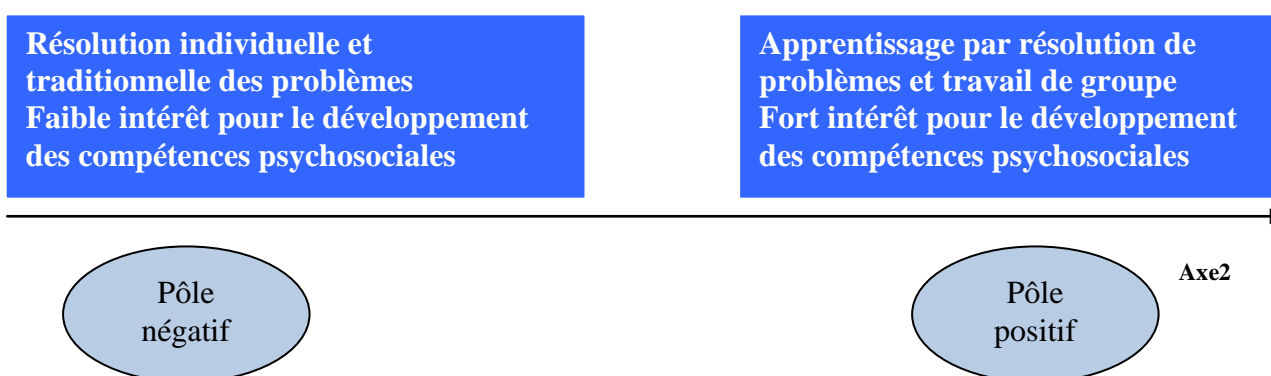 Résolution individuelle et
traditionnelle des problèmes
Faible intérêt pour le développement
des compétences psychosociales
Apprentissage par résolution de
problèmes et travail de groupe
Fort intérêt pour le développement
des compétences psychosociales
Axe2
Pôle
négatif
Pôle
positif